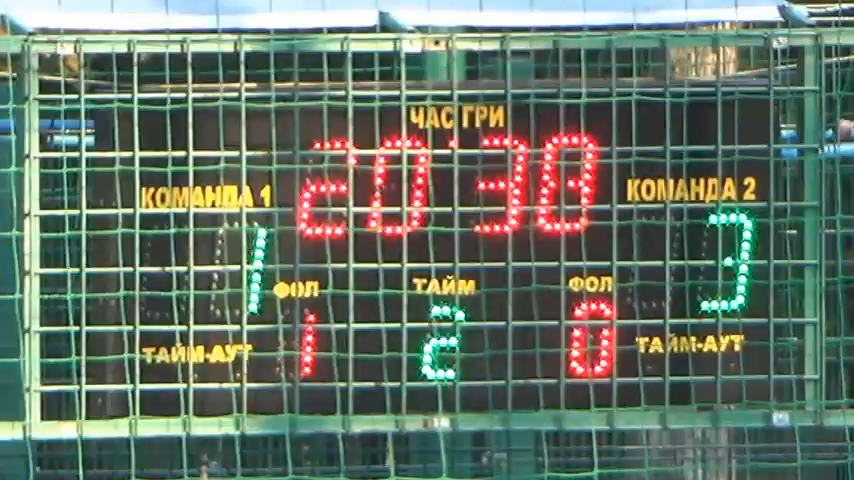 ЧАС ГРИ
20:38
КОМАНДА 1
КОМАНДА 2
1
3
ФОЛ
ТАЙМ
ФОЛ
1
2
0
ТАЙМ-АУТ
ТАЙМ-АУТ